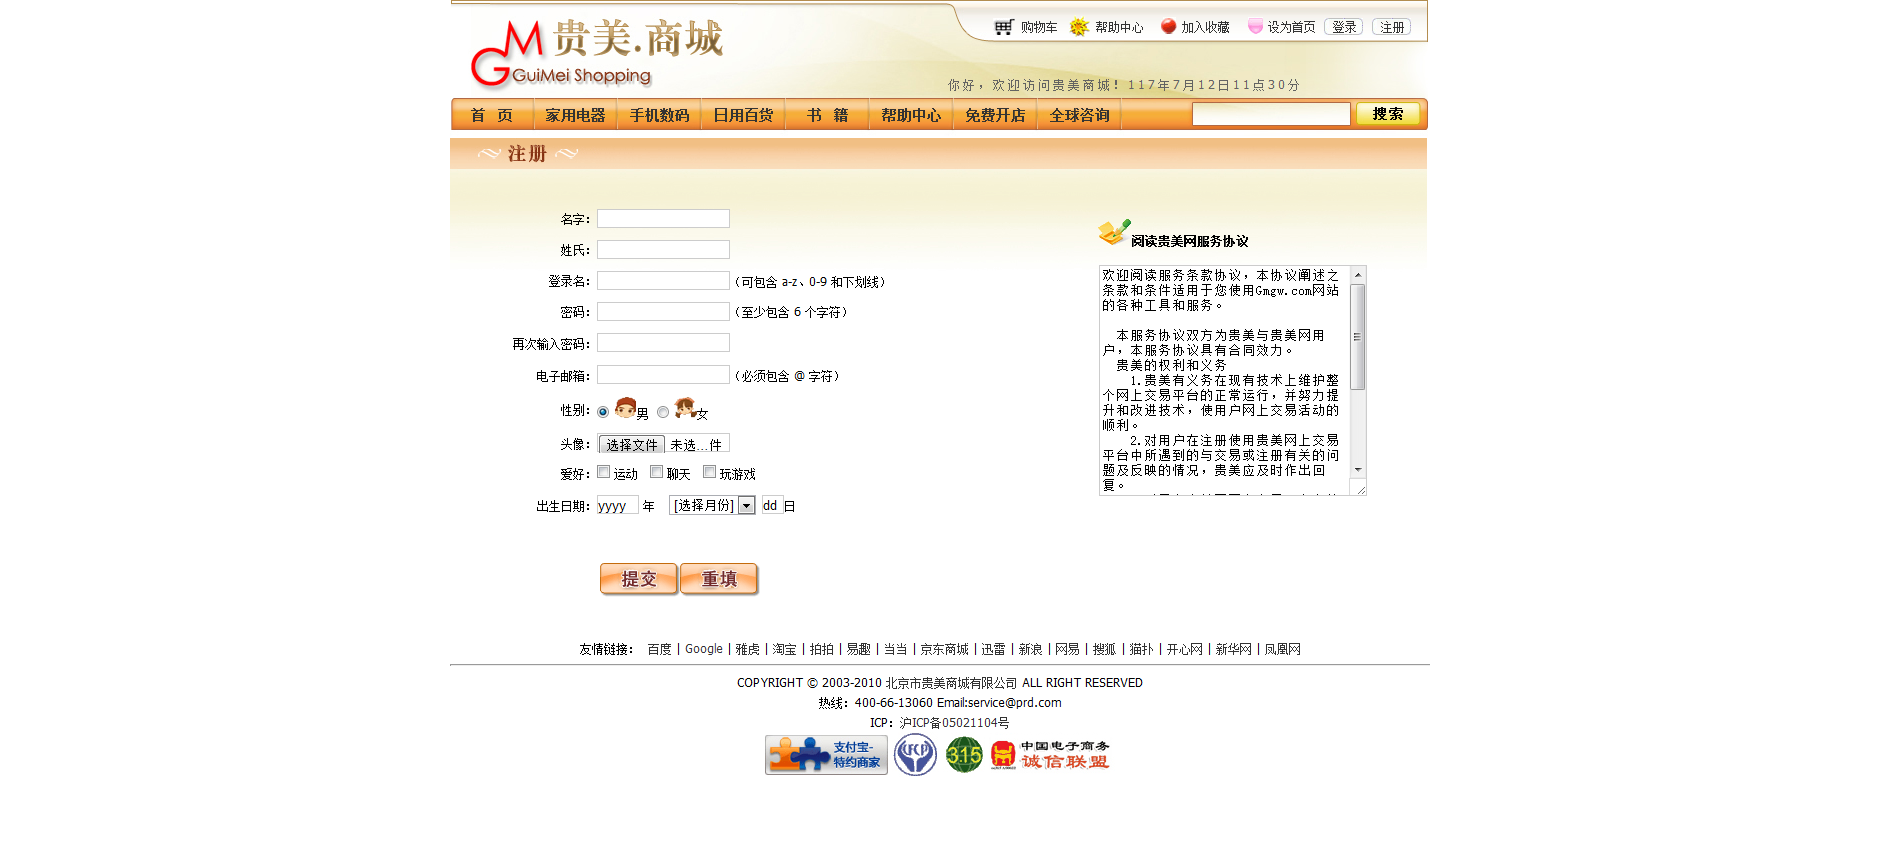 贵美.商城
GuiMei Shopping
购物车 帮助中心 加入收藏 设为首页 登录 注册
你好，欢迎访问贵美商城！117年7月12日11点30分
首 页 家用电器 手机数码 日用百货 书 籍 帮助中心 免费开店 全球咨询 搜索
注册
名字：
姓氏：
登录名： （可包含 a-z、0-9 和下划线）
密码： （至少包含 6 个字符）
再次输入密码：
电子邮箱： （必须包含 @ 字符）
性别： 男 女
头像： 选择文件 未选...件
爱好： 运动 聊天 玩游戏
出生日期： yyyy 年 [选择月份] dd 日
提交 重填
阅读贵美网服务协议
欢迎阅读服务条款协议，本协议阐述之
条款和条件适用于您使用Gmgw.com网站
的各种工具和服务。
本服务协议双方为贵美与贵美网用
户，本服务协议具有合同效力。
贵美的权利和义务
1.贵美有义务在现有技术上维护整
个网上交易平台的正常运行，并努力提
升和改进技术，使用户网上交易活动的
顺利。
2.对用户在注册使用贵美网上交易
平台中所遇到的与交易或注册有关的问
题及反映的情况，贵美应及时作出回
复。
友情链接： 百度 | Google | 雅虎 | 淘宝 | 拍拍 | 易趣 | 当当 | 京东商城 | 迅雷 | 新浪 | 网易 | 搜狐 | 猫扑 | 开心网 | 新华网 | 凤凰网
COPYRIGHT © 2003-2010 北京市贵美商城有限公司 ALL RIGHT RESERVED
热线：400-66-13060 Email:service@prd.com
ICP：沪ICP备05021104号
支付宝-
特约商家
CFCP
315
中国电子商务
诚信联盟